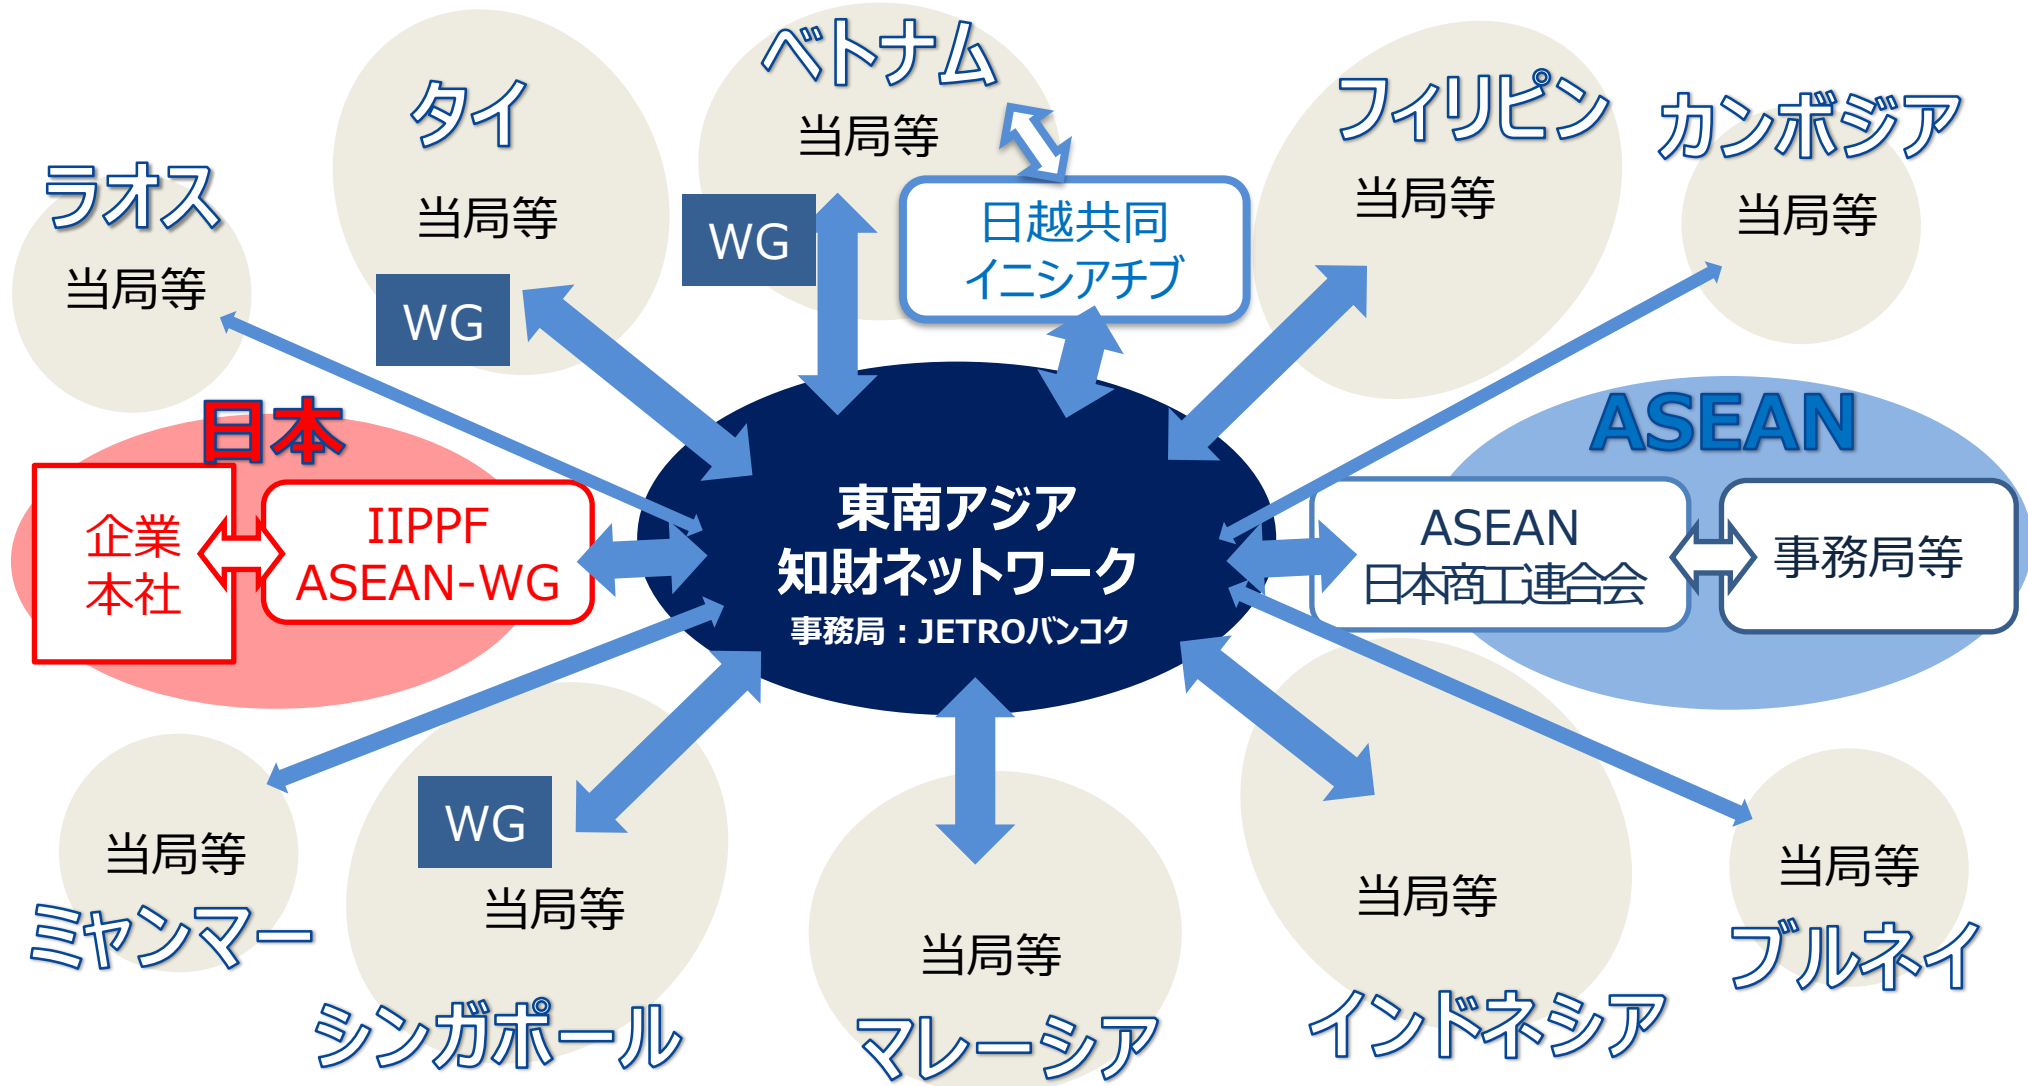 ベトナム
当局等
タイ
当局等
WG
WG
フィリピン
当局等
カンボジア
当局等
ラオス
当局等
日越共同
イニシアチブ
日本
企業
本社
IIPPF
ASEAN-WG
東南アジア
知財ネットワーク
事務局：JETROバンコク
ASEAN
ASEAN
日本商工連合会
事務局等
当局等
ミャンマー
WG
当局等
シンガポール
当局等
マレーシア
当局等
インドネシア
当局等
ブルネイ